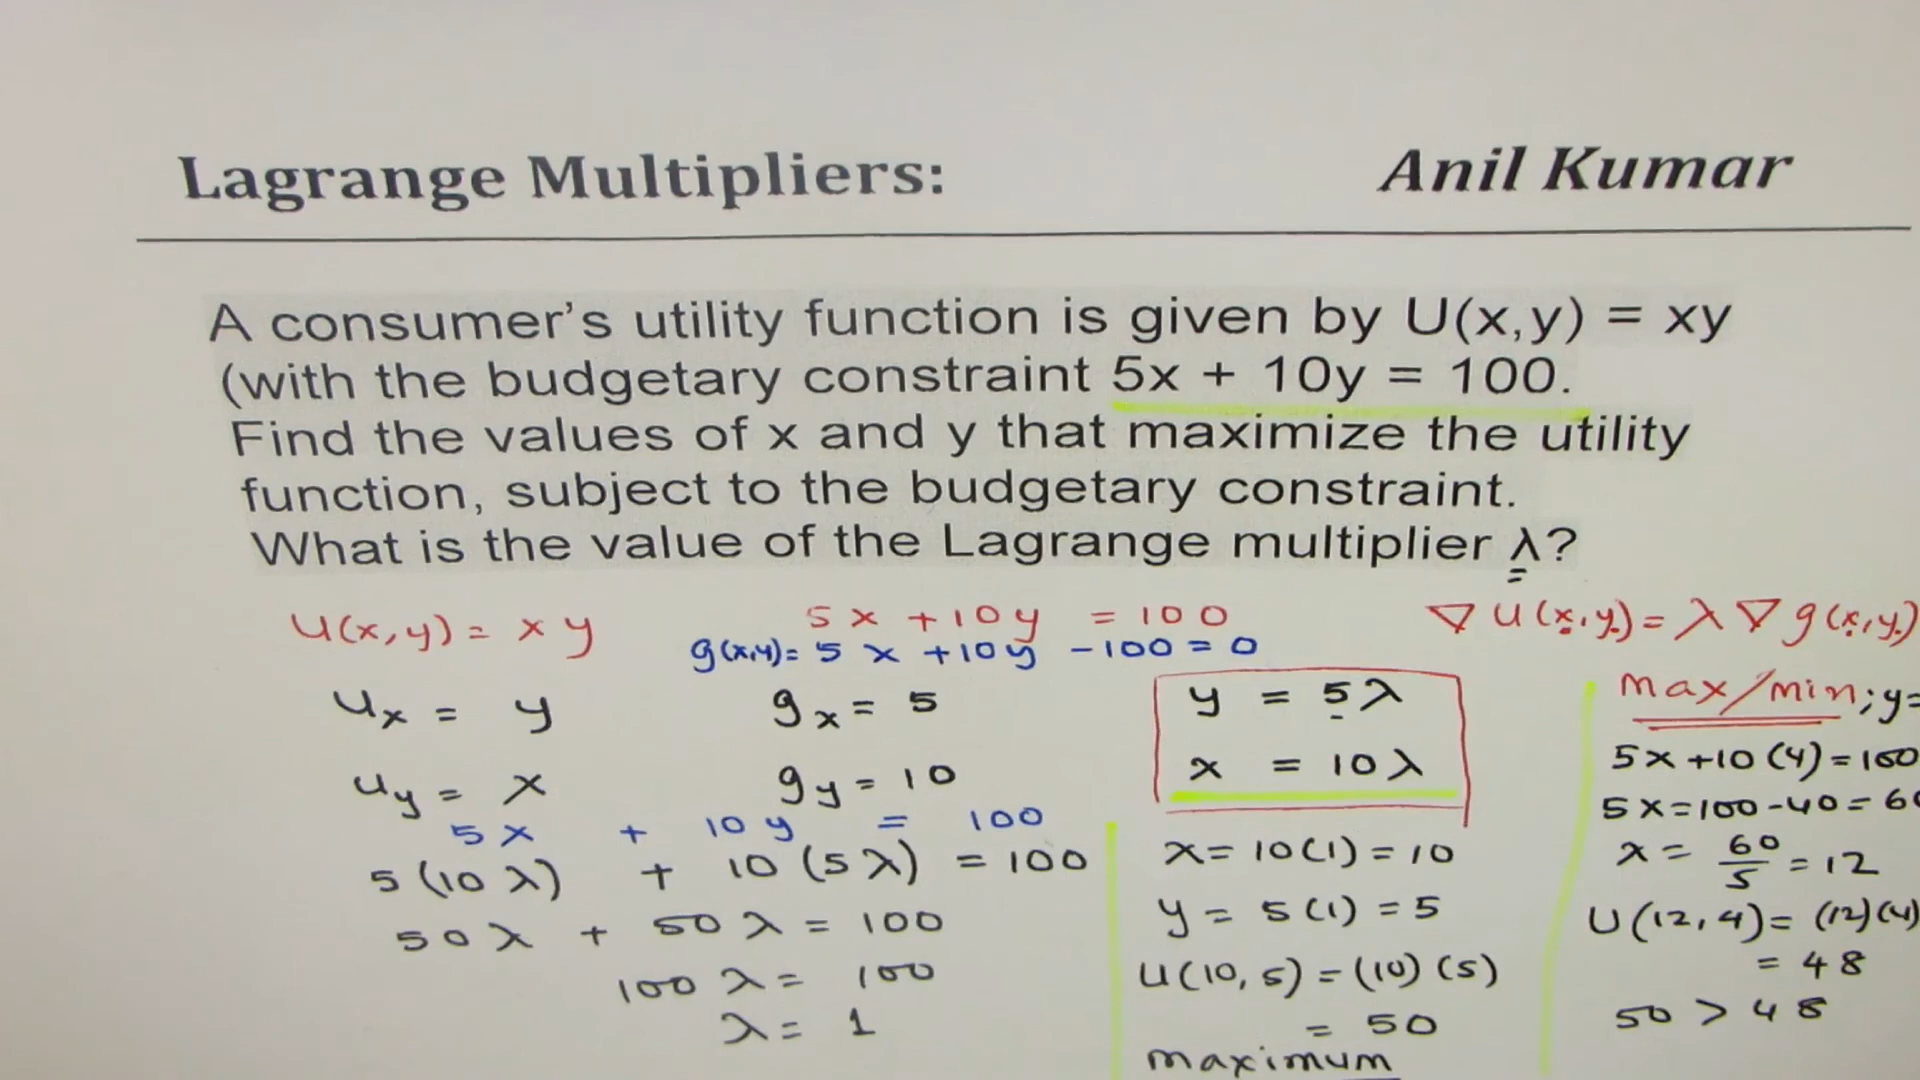 Lagrange Multipliers: Anil Kumar
A consumer's utility function is given by U(x,y) = xy
(with the budgetary constraint 5x + 10y = 100.
Find the values of x and y that maximize the utility
function, subject to the budgetary constraint.
What is the value of the Lagrange multiplier λ?
U(x,y) = xy
5x + 10y = 100
g(x,y) = 5x + 10y - 100 = 0
∇U(x,y) = λ∇g(x,y)
Ux = y
gx = 5
Uy = x
gy = 10
5x + 10y = 100
5(10λ) + 10(5λ) = 100
50λ + 50λ = 100
100λ = 100
λ = 1
y = 5λ
x = 10λ
x = 10(1) = 10
y = 5(1) = 5
U(10,5) = (10)(5)
= 50
maximum
max/min; y=
5x + 10(4) = 100
5x = 100 - 40 = 60
x = 60/5 = 12
U(12,4) = (12)(4)
= 48
50 > 48